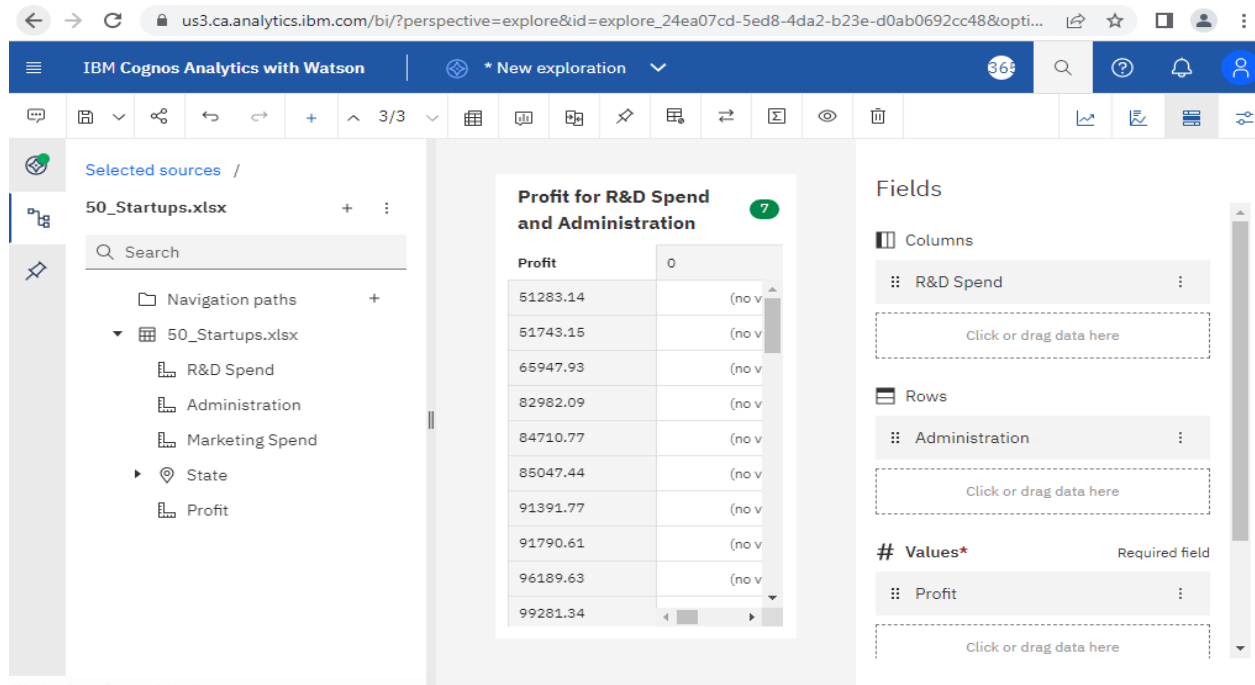 us3.ca.analytics.ibm.com/bi/?perspective=explore&id=explore_24ea07cd-5ed8-4da2-b23e-d0ab0692cc48&opti...
IBM Cognos Analytics with Watson
* New exploration
365
3/3
Selected sources /
50_Startups.xlsx
Search
Navigation paths
50_Startups.xlsx
R&D Spend
Administration
Marketing Spend
State
Profit
Profit for R&D Spend
and Administration
7
Profit 0
51283.14 (no v
51743.15 (no v
65947.93 (no v
82982.09 (no v
84710.77 (no v
85047.44 (no v
91391.77 (no v
91790.61 (no v
96189.63 (no v
99281.34
Fields
Columns
R&D Spend
Click or drag data here
Rows
Administration
Click or drag data here
# Values* Required field
Profit
Click or drag data here